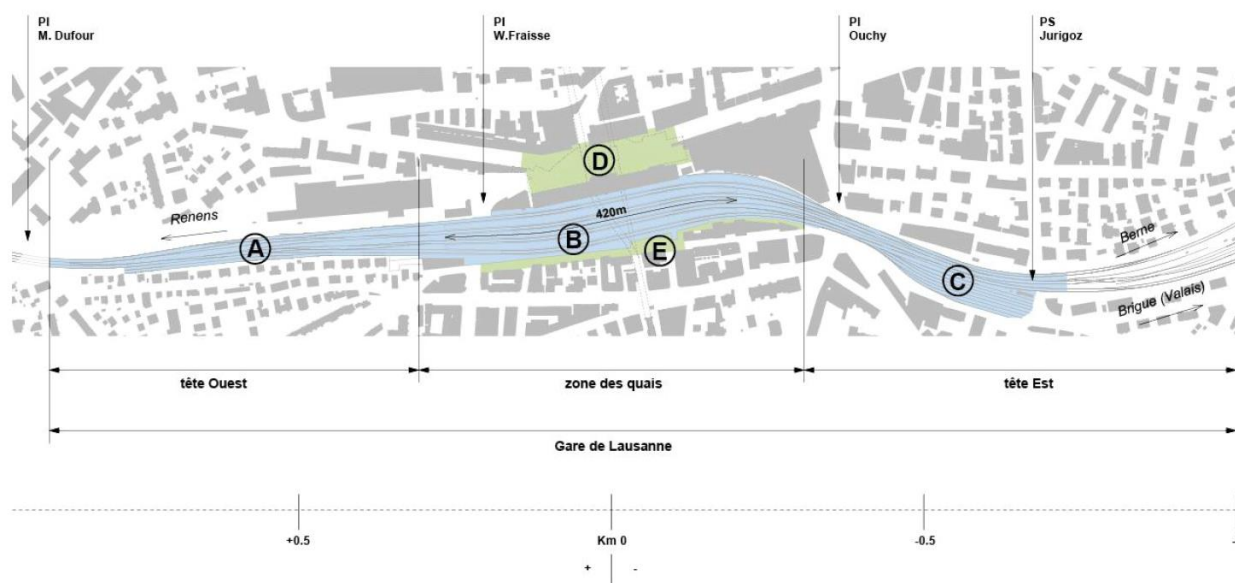 PI
M. Dufour
PI
W.Fraisse
PI
Ouchy
PS
Jurigoz
D
Renens
420m
A
B
E
C
Berne
Brigue (Valais)
tête Ouest
zone des quais
tête Est
Gare de Lausanne
+0.5
Km 0
-0.5
+
-